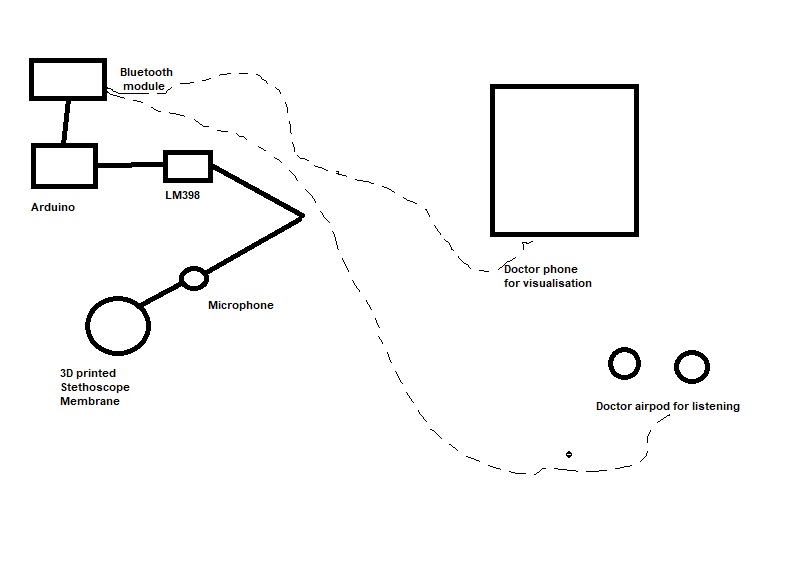 Bluetooth
module
Arduino
LM398
Microphone
3D printed
Stethoscope
Membrane
Doctor phone
for visualisation
Doctor airpod for listening